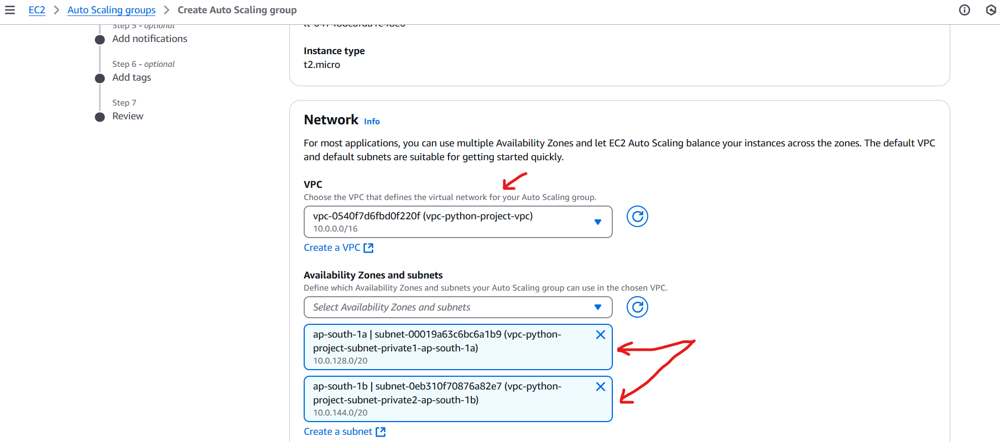 EC2 > Auto Scaling groups > Create Auto Scaling group
Step 5 - optional
Add notifications
Step 6 - optional
Add tags
Step 7
Review
Instance type
t2.micro
Network Info
For most applications, you can use multiple Availability Zones and let EC2 Auto Scaling balance your instances across the zones. The default VPC
and default subnets are suitable for getting started quickly.
VPC
Choose the VPC that defines the virtual network for your Auto Scaling group.
vpc-0540f7d6fbd0f220f (vpc-python-project-vpc)
10.0.0.0/16
Create a VPC
Availability Zones and subnets
Define which Availability Zones and subnets your Auto Scaling group can use in the chosen VPC.
Select Availability Zones and subnets
ap-south-1a | subnet-00019a63c6bc6a1b9 (vpc-python-
project-subnet-private1-ap-south-1a)
10.0.128.0/20
ap-south-1b | subnet-0eb310f70876a82e7 (vpc-python-
project-subnet-private2-ap-south-1b)
10.0.144.0/20
Create a subnet